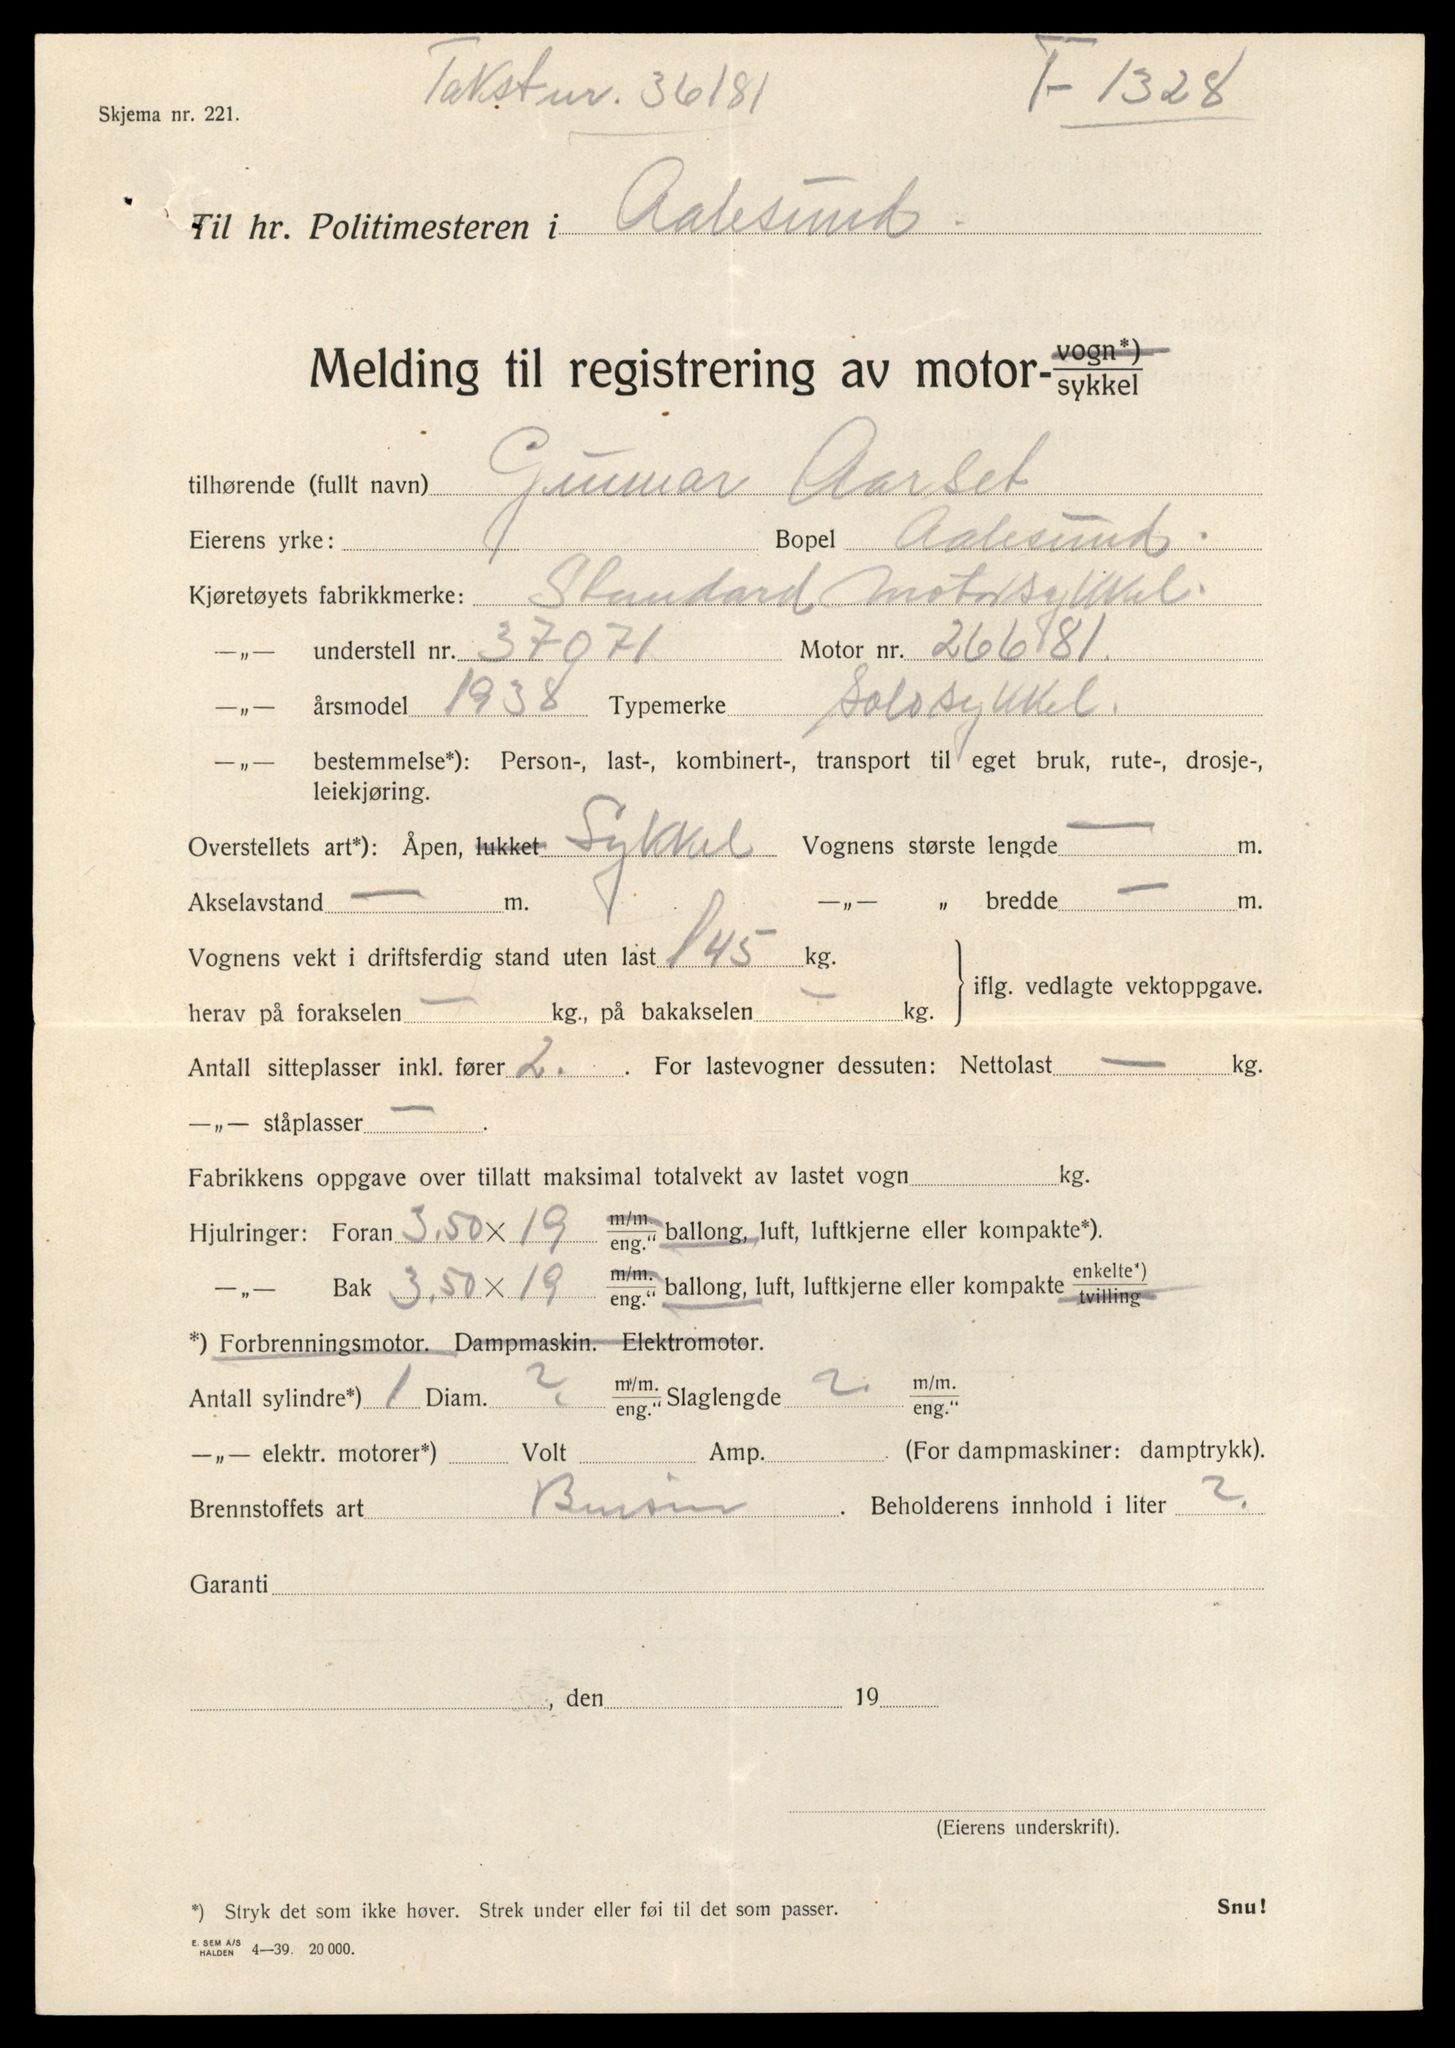 Takst nr. 36181
T- 1328
Skjema nr. 221.
Til hr. Politimesteren i Aalesund.
Melding til registrering av motor- vogn*) sykkel
tilhørende (fullt navn) Gunnar Aarset
Eierens yrke: Bopel Aalesund.
Kjøretøyets fabrikkmerke: Standard Motorsykkel.
—„— understell nr. 37971 Motor nr. 266181.
—„— årsmodel 1938 Typemerke Solosykkel.
—„— bestemmelse*): Person-, last-, kombinert-, transport til eget bruk, rute-, drosje-,
leiekjøring.
Overstellets art*): Åpen, lukket Sykkel Vognens største lengde — m.
Akselavstand — m. —„— „ bredde — m.
Vognens vekt i driftsferdig stand uten last 145 kg.
iflg. vedlagte vektoppgave.
herav på forakselen — kg., på bakakselen — kg.
Antall sitteplasser inkl. fører 2. . For lastevogner dessuten: Nettolast — kg.
—„— ståplasser — .
Fabrikkens oppgave over tillatt maksimal totalvekt av lastet vogn kg.
Hjulringer: Foran 3.50 × 19 m/m. eng." ballong, luft, luftkjerne eller kompakte*).
—„— Bak 3.50 × 19 m/m. eng." ballong, luft, luftkjerne eller kompakte enkelte*) tvilling
*) Forbrenningsmotor. Dampmaskin. Elektromotor.
Antall sylindre*) 1 Diam. ? m/m. eng." Slaglengde ? m/m. eng."
—„— elektr. motorer*) Volt Amp. . (For dampmaskiner: damptrykk).
Brennstoffets art Bensin . Beholderens innhold i liter ?
Garanti
, den 19
(Eierens underskrift).
*) Stryk det som ikke høver. Strek under eller føi til det som passer. Snu!
E. SEM A/S HALDEN 4—39. 20 000.